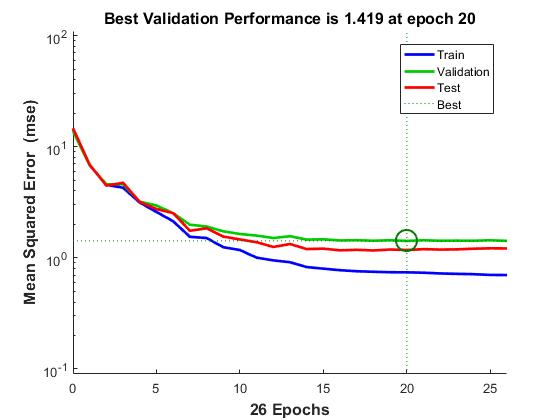 Best Validation Performance is 1.419 at epoch 20
Mean Squared Error (mse)
10^2
10^1
10^0
10^-1
Train
Validation
Test
Best
0 5 10 15 20 25
26 Epochs